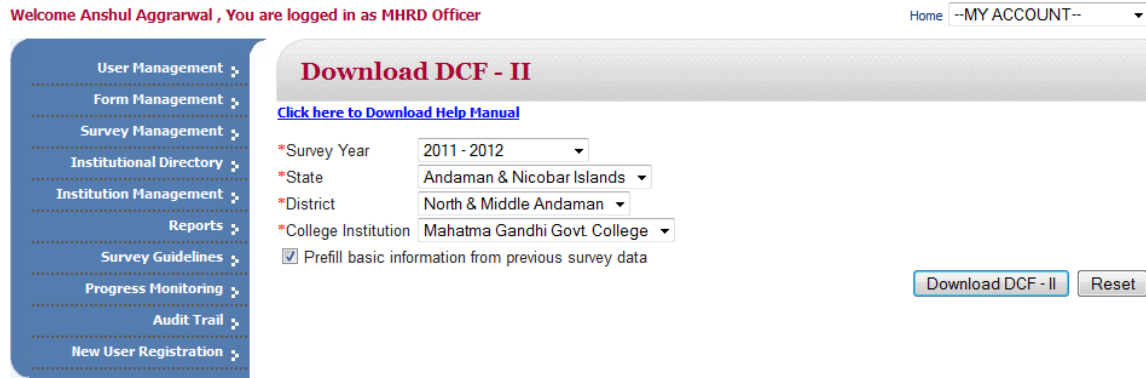 Welcome Anshul Aggrarwal , You are logged in as MHRD Officer
Home --MY ACCOUNT--
User Management
Form Management
Survey Management
Institutional Directory
Institution Management
Reports
Survey Guidelines
Progress Monitoring
Audit Trail
New User Registration
Download DCF - II
Click here to Download Help Manual
*Survey Year 2011 - 2012
*State Andaman & Nicobar Islands
*District North & Middle Andaman
*College Institution Mahatma Gandhi Govt. College
Prefill basic information from previous survey data
Download DCF - II Reset